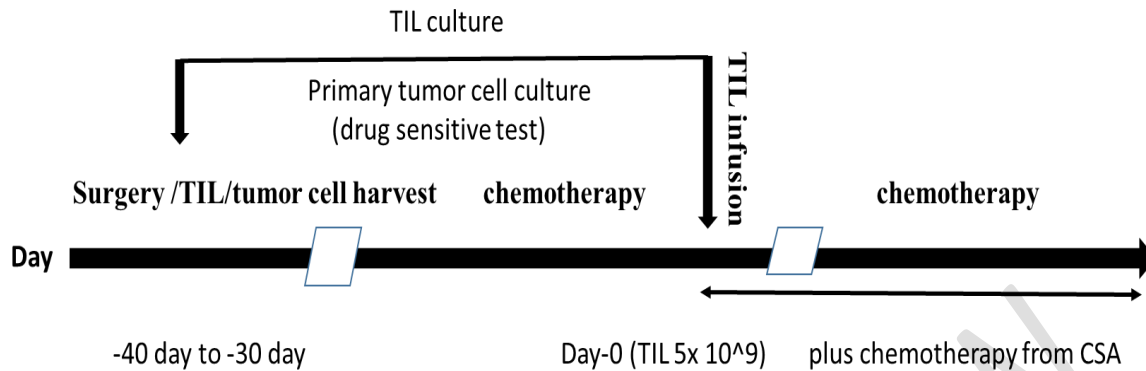 TIL culture
Primary tumor cell culture
(drug sensitive test)
TIL infusion
Surgery /TIL/tumor cell harvest
chemotherapy
chemotherapy
Day
-40 day to -30 day
Day-0 (TIL 5x 10^9)
plus chemotherapy from CSA